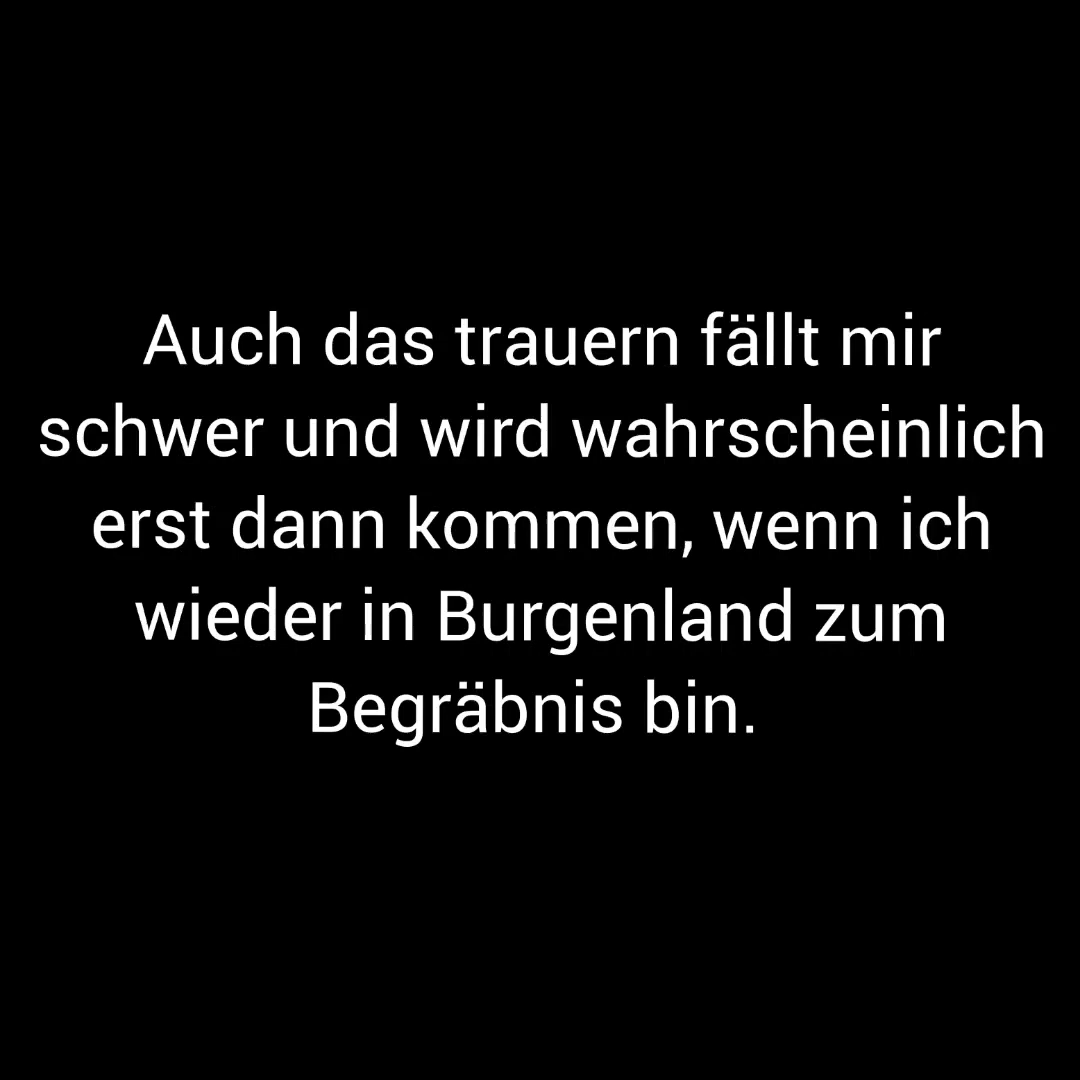 Auch das trauern fällt mir
schwer und wird wahrscheinlich
erst dann kommen, wenn ich
wieder in Burgenland zum
Begräbnis bin.